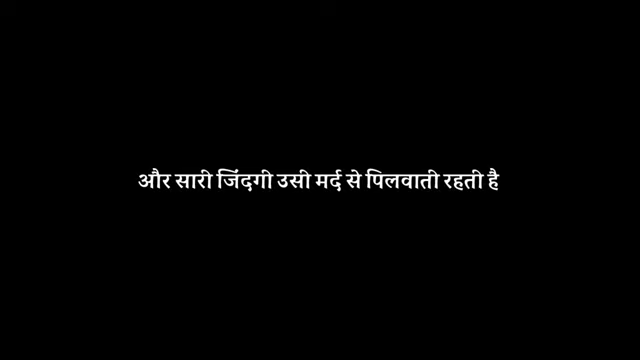 और सारी जिंदगी उसी मर्द से पिलवाती रहती है